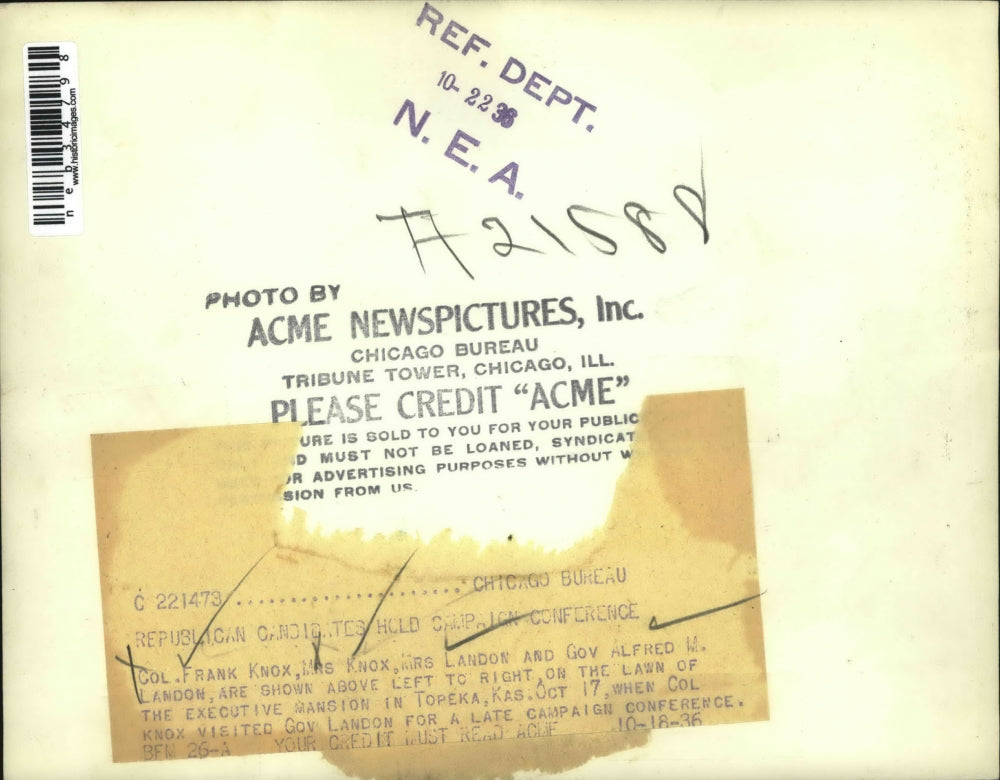 REF. DEPT.
10-22 36
N. E. A.
neb34798
www.historicimages.com
A21588
PHOTO BY
ACME NEWSPICTURES, Inc.
CHICAGO BUREAU
TRIBUNE TOWER, CHICAGO, ILL.
PLEASE CREDIT “ACME”
URE IS SOLD TO YOU FOR YOUR PUBLIC
D MUST NOT BE LOANED, SYNDICAT
R ADVERTISING PURPOSES WITHOUT W
SION FROM US.
C 221473 ........................ CHICAGO BUREAU
REPUBLICAN CANDIDATES HOLD CAMPAIGN CONFERENCE
COL. FRANK KNOX, MRS KNOX, MRS LANDON AND GOV ALFRED M.
LANDON, ARE SHOWN ABOVE LEFT TO RIGHT, ON THE LAWN OF
THE EXECUTIVE MANSION IN TOPEKA, KAS. OCT 17, WHEN COL
KNOX VISITED GOV LANDON FOR A LATE CAMPAIGN CONFERENCE.
BFM 26-A YOUR CREDIT MUST READ ACME 10-18-36